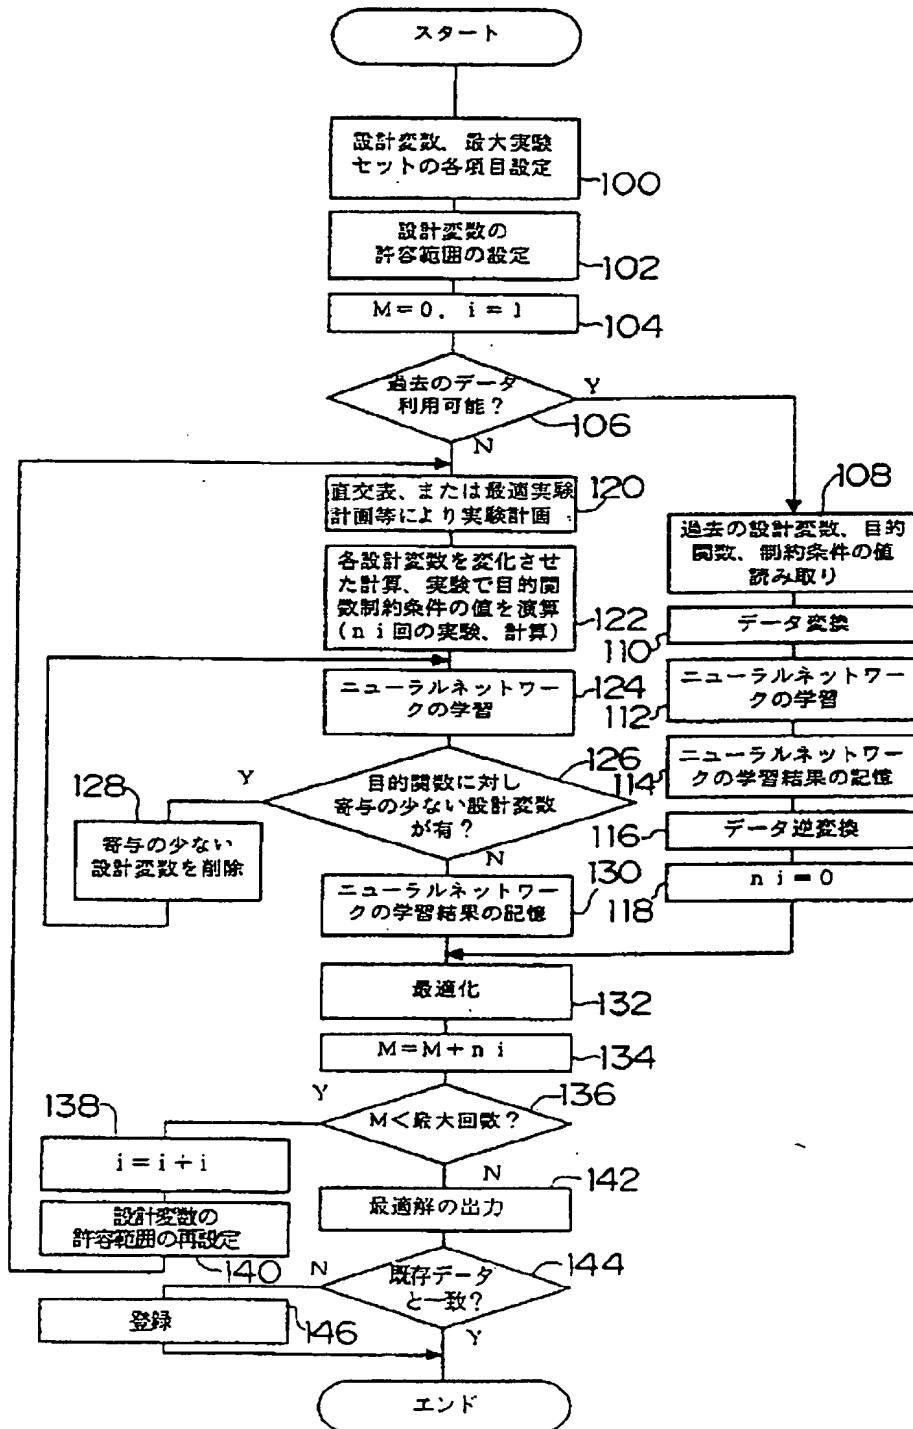 スタート
設計変数、最大実験
セットの各項目設定
100
設計変数の
許容範囲の設定
102
M=0, i=1
104
過去のデータ
利用可能?
Y
106
N
直交表、または最適実験
計画等により実験計画
120
各設計変数を変化させ
た計算、実験で目的関
数制約条件の値を演算
(ni回の実験、計算)
122
ニューラルネットワー
クの学習
124
目的関数に対し
寄与の少ない設計変数
が有?
126
Y
128
寄与の少ない
設計変数を削除
N
ニューラルネットワー
クの学習結果の記憶
130
108
過去の設計変数、目的
関数、制約条件の値
読み取り
データ変換
110
ニューラルネットワー
クの学習
112
ニューラルネットワー
クの学習結果の記憶
114
データ逆変換
116
ni=0
118
最適化
132
M=M+ni
134
M<最大回数?
136
Y
138
i=i+i
設計変数の
許容範囲の再設定
140
N
最適解の出力
142
既存データ
と一致?
144
N
登録
146
Y
エンド